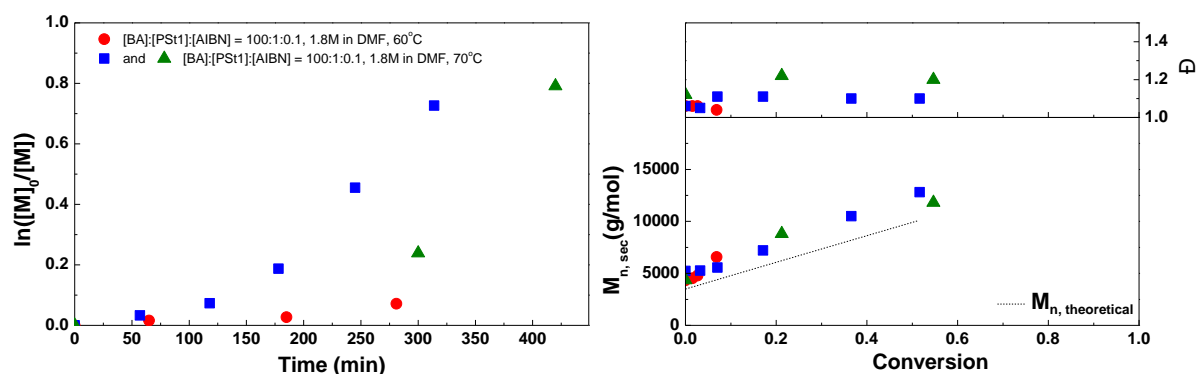 [BA]:[PSt1]:[AIBN] = 100:1:0.1, 1.8M in DMF, 60°C
and [BA]:[PSt1]:[AIBN] = 100:1:0.1, 1.8M in DMF, 70°C
ln([M]₀/[M])
1.0
0.8
0.6
0.4
0.2
0.0
0 50 100 150 200 250 300 350 400
Time (min)
1.4
1.2
1.0
Đ
M_{n, sec}(g/mol)
15000
10000
5000
0
M_{n, theoretical}
0.0 0.2 0.4 0.6 0.8 1.0
Conversion